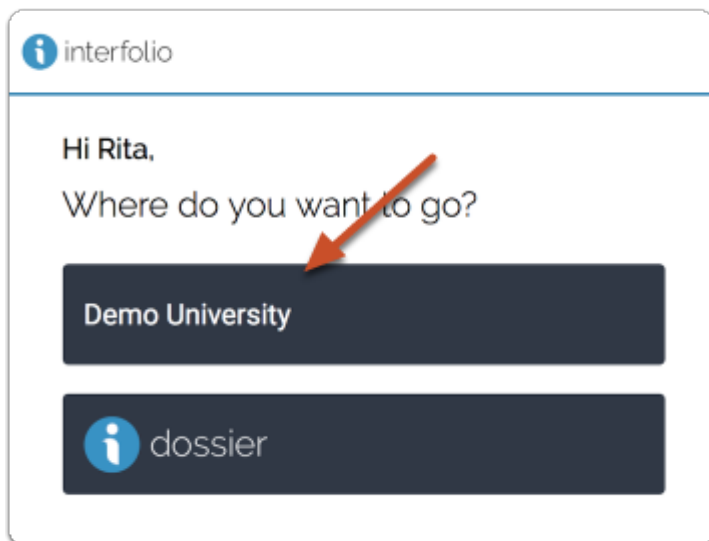 interfolio
Hi Rita,
Where do you want to go?
Demo University
dossier